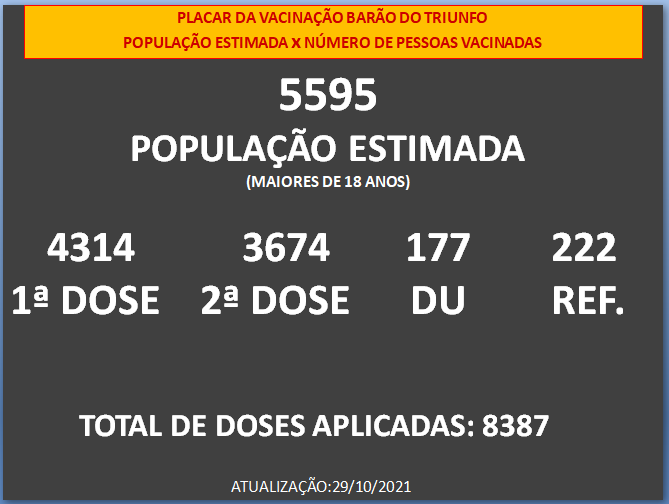 PLACAR DA VACINAÇÃO BARÃO DO TRIUNFO
POPULAÇÃO ESTIMADA X NÚMERO DE PESSOAS VACINADAS
5595
POPULAÇÃO ESTIMADA
(MAIORES DE 18 ANOS)
4314 3674 177 222
1ª DOSE 2ª DOSE DU REF.
TOTAL DE DOSES APLICADAS: 8387
ATUALIZAÇÃO:29/10/2021